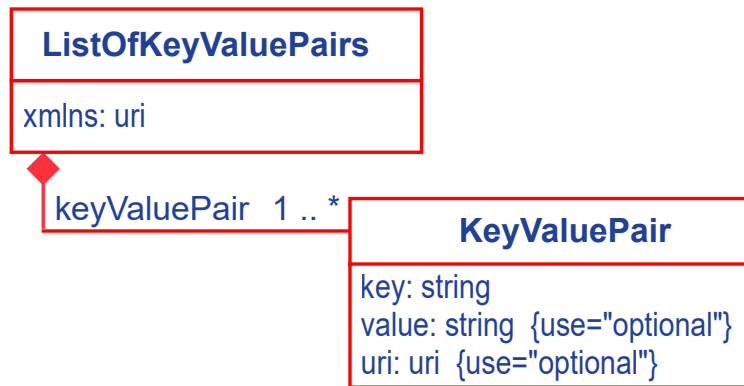 ListOfKeyValuePairs
xmlns: uri
keyValuePair 1 .. *
KeyValuePair
key: string
value: string {use="optional"}
uri: uri {use="optional"}